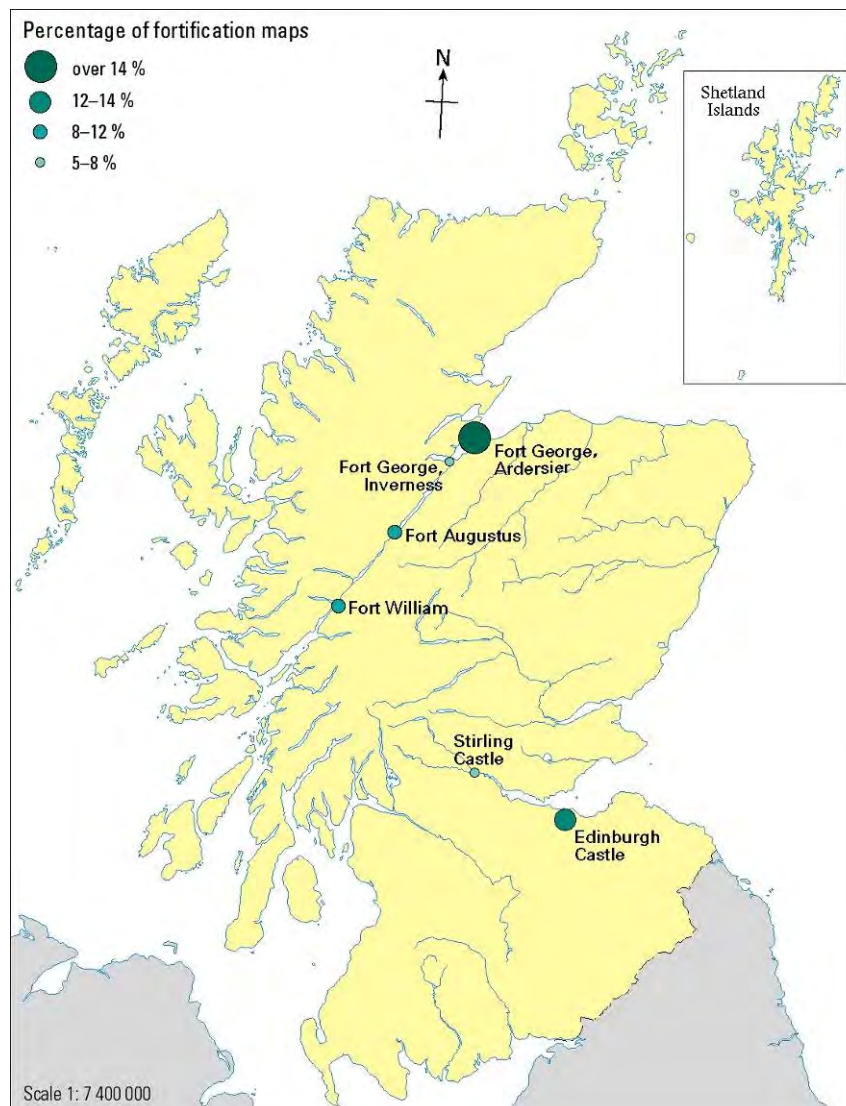 Percentage of fortification maps
over 14 %
12–14 %
8–12 %
5–8 %
N
Shetland
Islands
Fort George,
Ardersier
Fort George,
Inverness
Fort Augustus
Fort William
Stirling
Castle
Edinburgh
Castle
Scale 1: 7 400 000